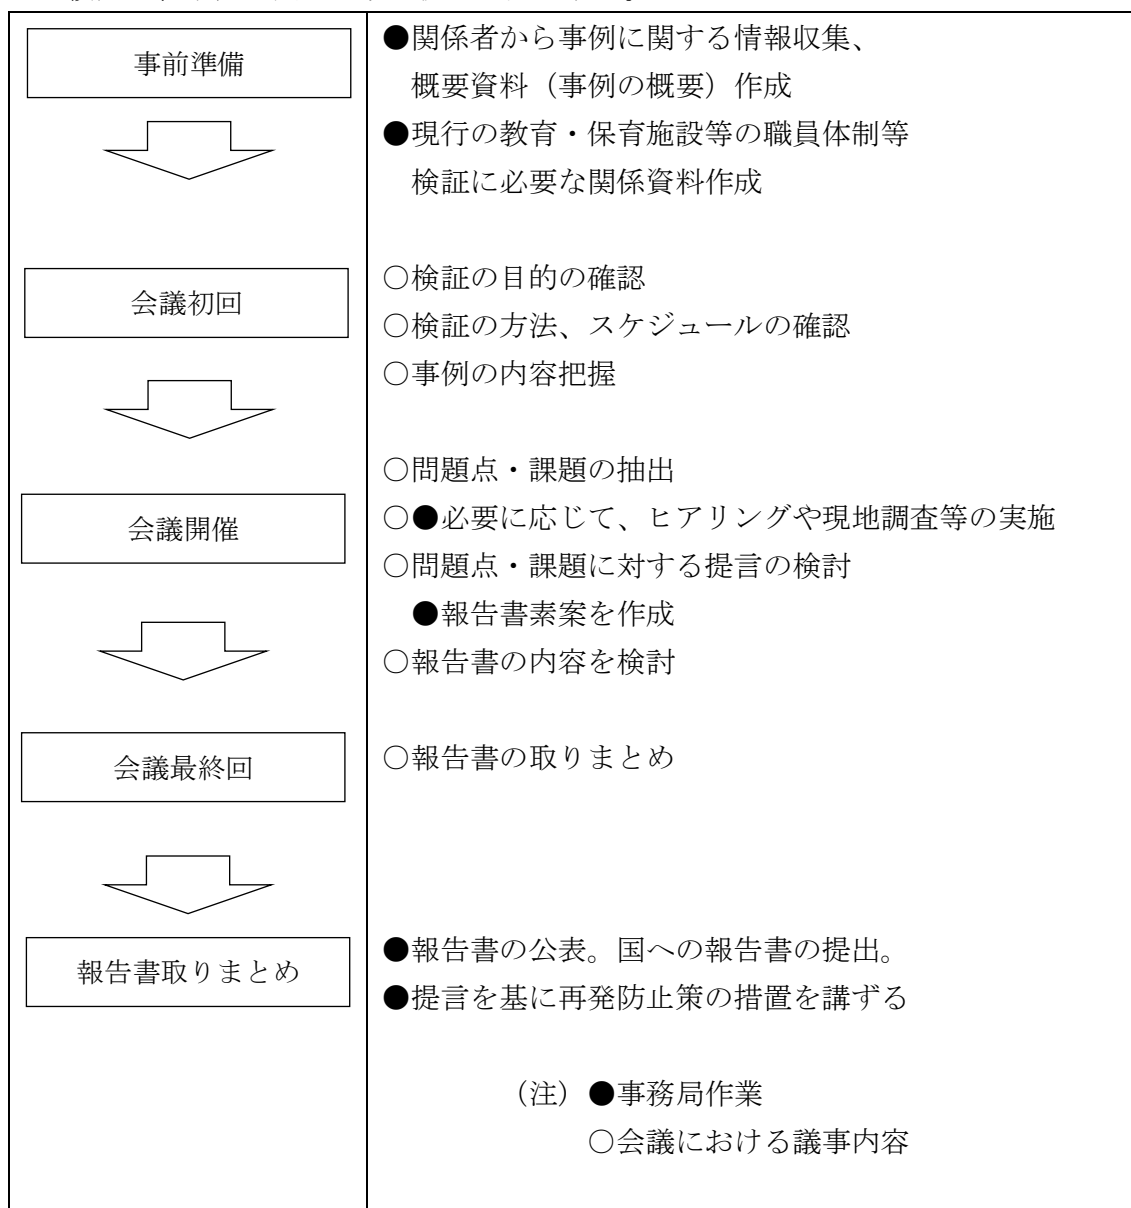 事前準備
●関係者から事例に関する情報収集、
概要資料（事例の概要）作成
●現行の教育・保育施設等の職員体制等
検証に必要な関係資料作成
会議初回
○検証の目的の確認
○検証の方法、スケジュールの確認
○事例の内容把握
会議開催
○問題点・課題の抽出
○●必要に応じて、ヒアリングや現地調査等の実施
○問題点・課題に対する提言の検討
●報告書素案を作成
○報告書の内容を検討
会議最終回
○報告書の取りまとめ
報告書取りまとめ
●報告書の公表。国への報告書の提出。
●提言を基に再発防止策の措置を講ずる
（注）●事務局作業
○会議における議事内容